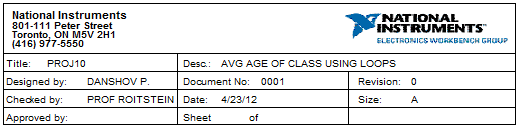 National Instruments
801-111 Peter Street
Toronto, ON M5V 2H1
(416) 977-5550
NATIONAL
INSTRUMENTS
ELECTRONICS WORKBENCH GROUP
Title: PROJ10 Desc.: AVG AGE OF CLASS USING LOOPS
Designed by: DANSHOV P. Document No: 0001 Revision: 0
Checked by: PROF ROITSTEIN Date: 4/23/12 Size: A
Approved by: Sheet of